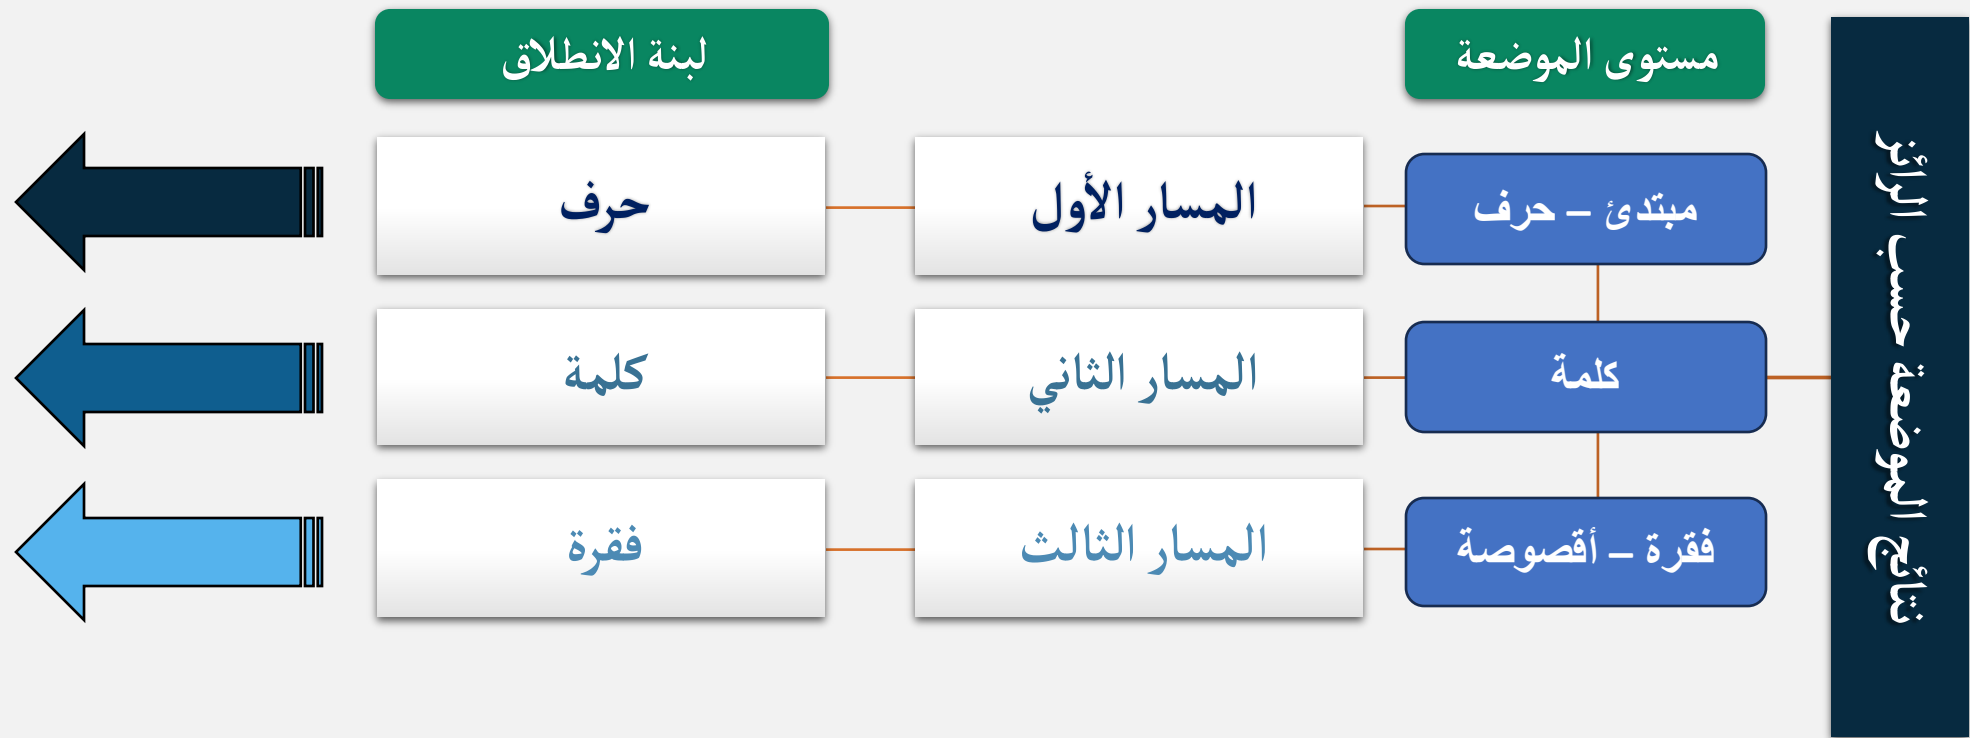 نتائج الموضعة حسب الرائز
مستوى الموضعة
لبنة الانطلاق
مبتدئ – حرف
المسار الأول
حرف
كلمة
المسار الثاني
كلمة
فقرة – أقصوصة
المسار الثالث
فقرة